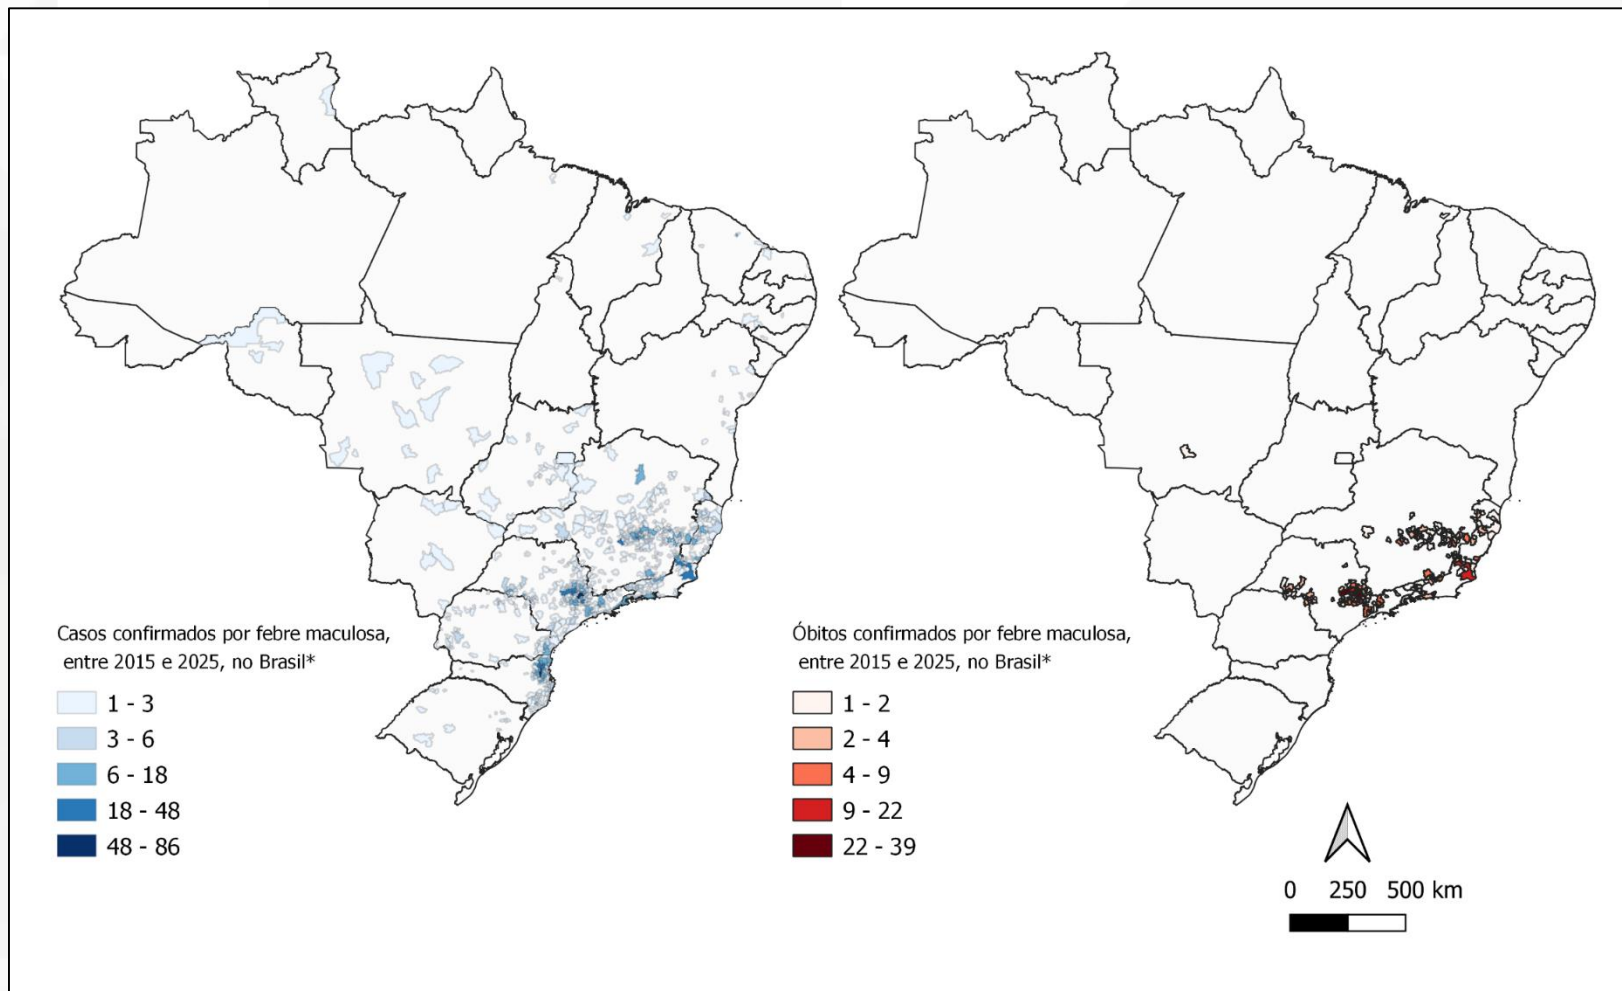 Casos confirmados por febre maculosa,
entre 2015 e 2025, no Brasil*
1 - 3
3 - 6
6 - 18
18 - 48
48 - 86
Óbitos confirmados por febre maculosa,
entre 2015 e 2025, no Brasil*
1 - 2
2 - 4
4 - 9
9 - 22
22 - 39
0 250 500 km